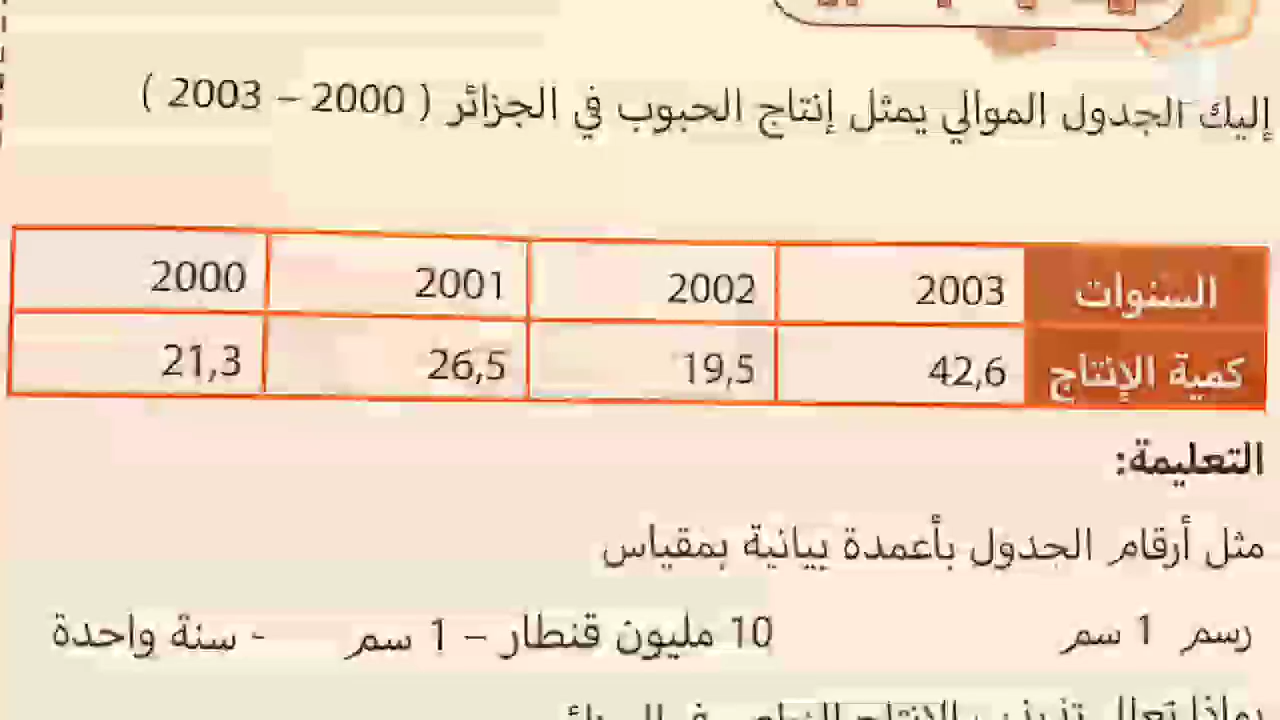 إليك الجدول الموالي يمثل إنتاج الحبوب في الجزائر ( 2000 – 2003 )
السنوات 2003 2002 2001 2000
كمية الإنتاج 42,6 19,5 26,5 21,3
التعليمة:
مثل أرقام الجدول بأعمدة بيانية بمقياس
رسم 1 سم 10 مليون قنطار – 1 سم - سنة واحدة